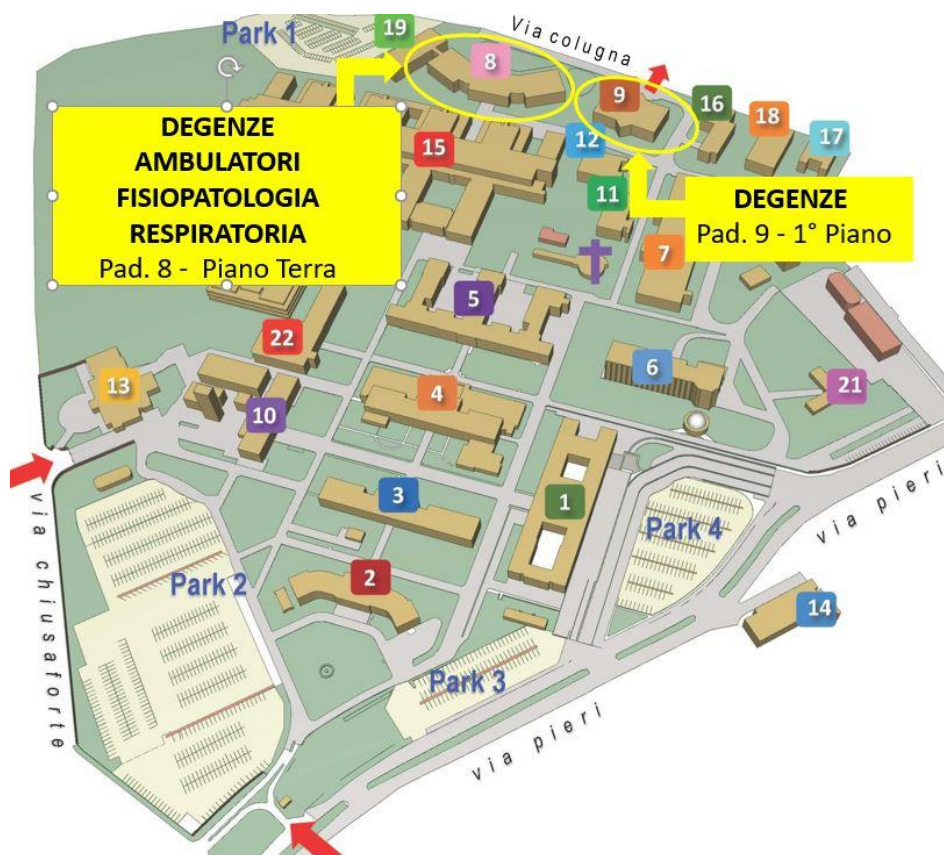 Park 1
19
Via colugna
8
9
16
18
17
DEGENZE
AMBULATORI
FISIOPATOLOGIA
RESPIRATORIA
Pad. 8 - Piano Terra
15
12
11
DEGENZE
Pad. 9 - 1° Piano
7
5
22
6
13
4
10
21
3
1
via chiusaforte
Park 2
2
Park 4
via pieri
14
Park 3
via pieri